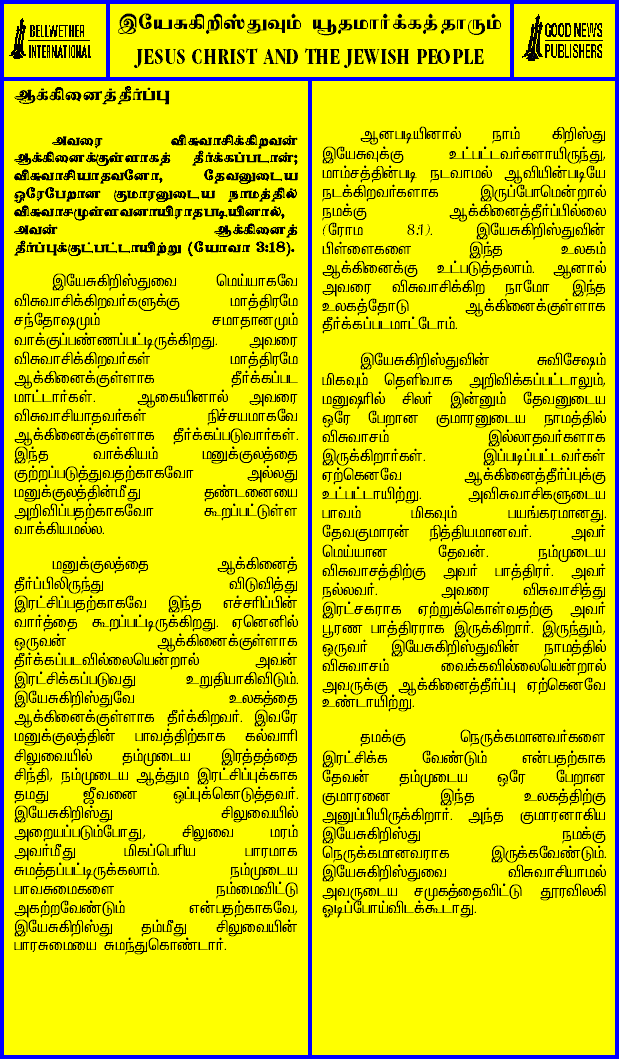 BELLWETHER
INTERNATIONAL
இயேசுகிறிஸ்துவும் யூதமார்க்கத்தாரும்
JESUS CHRIST AND THE JEWISH PEOPLE
GOOD NEWS
PUBLISHERS
ஆக்கினைத்தீர்ப்பு
அவரை விசுவாசிக்கிறவன்
ஆக்கினைக்குள்ளாகத் தீர்க்கப்படான்;
விசுவாசியாதவனோ, தேவனுடைய
ஒரேபேறான குமாரனுடைய நாமத்தில்
விசுவாசமுள்ளவனாயிராதபடியினால்,
அவன் ஆக்கினைத்
தீர்ப்புக்குட்பட்டாயிற்று (யோவா 3:18).
இயேசுகிறிஸ்துவை மெய்யாகவே
விசுவாசிக்கிறவர்களுக்கு மாத்திரமே
சந்தோஷமும் சமாதானமும்
வாக்குப்பண்ணப்பட்டிருக்கிறது. அவரை
விசுவாசிக்கிறவர்கள் மாத்திரமே
ஆக்கினைக்குள்ளாக தீர்க்கப்பட
மாட்டார்கள். ஆகையினால் அவரை
விசுவாசியாதவர்கள் நிச்சயமாகவே
ஆக்கினைக்குள்ளாக தீர்க்கப்படுவார்கள்.
இந்த வாக்கியம் மனுக்குலத்தை
குற்றப்படுத்துவதற்காகவோ அல்லது
மனுக்குலத்தின்மீது தண்டனையை
அறிவிப்பதற்காகவோ கூறப்பட்டுள்ள
வாக்கியமல்ல.
மனுக்குலத்தை ஆக்கினைத்
தீர்ப்பிலிருந்து விடுவித்து
இரட்சிப்பதற்காகவே இந்த எச்சரிப்பின்
வார்த்தை கூறப்பட்டிருக்கிறது. ஏனெனில்
ஒருவன் ஆக்கினைக்குள்ளாக
தீர்க்கப்படவில்லையென்றால் அவன்
இரட்சிக்கப்படுவது உறுதியாகிவிடும்.
இயேசுகிறிஸ்துவே உலகத்தை
ஆக்கினைக்குள்ளாக தீர்க்கிறவர். இவரே
மனுக்குலத்தின் பாவத்திற்காக கல்வாரி
சிலுவையில் தம்முடைய இரத்தத்தை
சிந்தி, நம்முடைய ஆத்தும இரட்சிப்புக்காக
தமது ஜீவனை ஒப்புக்கொடுத்தவர்.
இயேசுகிறிஸ்து சிலுவையில்
அறையப்படும்போது, சிலுவை மரம்
அவர்மீது மிகப்பெரிய பாரமாக
சுமத்தப்பட்டிருக்கலாம். நம்முடைய
பாவசுமைகளை நம்மைவிட்டு
அகற்றவேண்டும் என்பதற்காகவே,
இயேசுகிறிஸ்து தம்மீது சிலுவையின்
பாரசுமையை சுமந்துகொண்டார்.
ஆனபடியினால் நாம் கிறிஸ்து
இயேசுவுக்கு உட்பட்டவர்களாயிருந்து,
மாம்சத்தின்படி நடவாமல் ஆவியின்படியே
நடக்கிறவர்களாக இருப்போமென்றால்
நமக்கு ஆக்கினைத்தீர்ப்பில்லை
(ரோம 8:1). இயேசுகிறிஸ்துவின்
பிள்ளைகளை இந்த உலகம்
ஆக்கினைக்கு உட்படுத்தலாம். ஆனால்
அவரை விசுவாசிக்கிற நாமோ இந்த
உலகத்தோடு ஆக்கினைக்குள்ளாக
தீர்க்கப்படமாட்டோம்.
இயேசுகிறிஸ்துவின் சுவிசேஷம்
மிகவும் தெளிவாக அறிவிக்கப்பட்டாலும்,
மனுஷரில் சிலர் இன்னும் தேவனுடைய
ஒரே பேறான குமாரனுடைய நாமத்தில்
விசுவாசம் இல்லாதவர்களாக
இருக்கிறார்கள். இப்படிப்பட்டவர்கள்
ஏற்கெனவே ஆக்கினைத்தீர்ப்புக்கு
உட்பட்டாயிற்று. அவிசுவாசிகளுடைய
பாவம் மிகவும் பயங்கரமானது.
தேவகுமாரன் நித்தியமானவர். அவர்
மெய்யான தேவன். நம்முடைய
விசுவாசத்திற்கு அவர் பாத்திரர். அவர்
நல்லவர். அவரை விசுவாசித்து
இரட்சகராக ஏற்றுக்கொள்வதற்கு அவர்
பூரண பாத்திரராக இருக்கிறார். இருந்தும்,
ஒருவர் இயேசுகிறிஸ்துவின் நாமத்தில்
விசுவாசம் வைக்கவில்லையென்றால்
அவருக்கு ஆக்கினைத்தீர்ப்பு ஏற்கெனவே
உண்டாயிற்று.
தமக்கு நெருக்கமானவர்களை
இரட்சிக்க வேண்டும் என்பதற்காக
தேவன் தம்முடைய ஒரே பேறான
குமாரனை இந்த உலகத்திற்கு
அனுப்பியிருக்கிறார். அந்த குமாரனாகிய
இயேசுகிறிஸ்து நமக்கு
நெருக்கமானவராக இருக்கவேண்டும்.
இயேசுகிறிஸ்துவை விசுவாசியாமல்
அவருடைய சமுகத்தைவிட்டு தூரவிலகி
ஓடிப்போய்விடக்கூடாது.